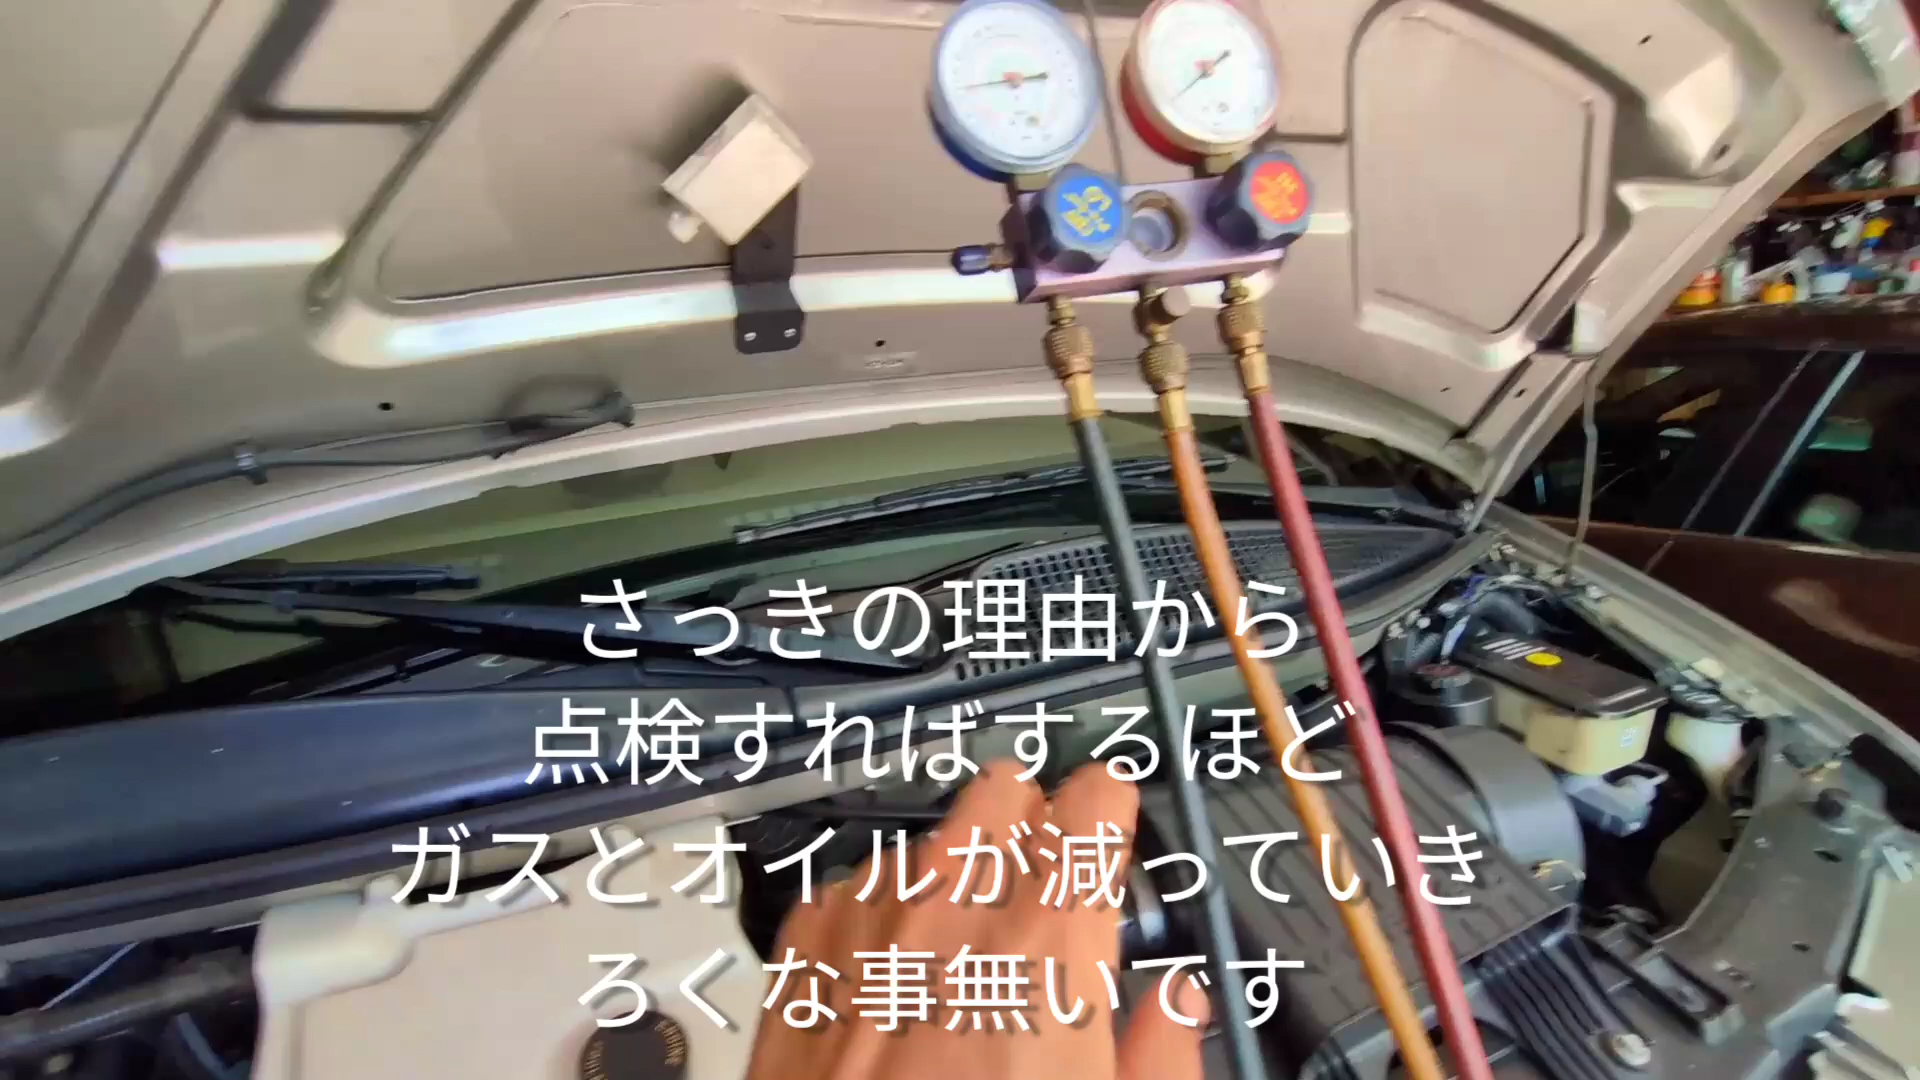 さっきの理由から
点検すればするほど
ガスとオイルが減っていき
ろくな事無いです